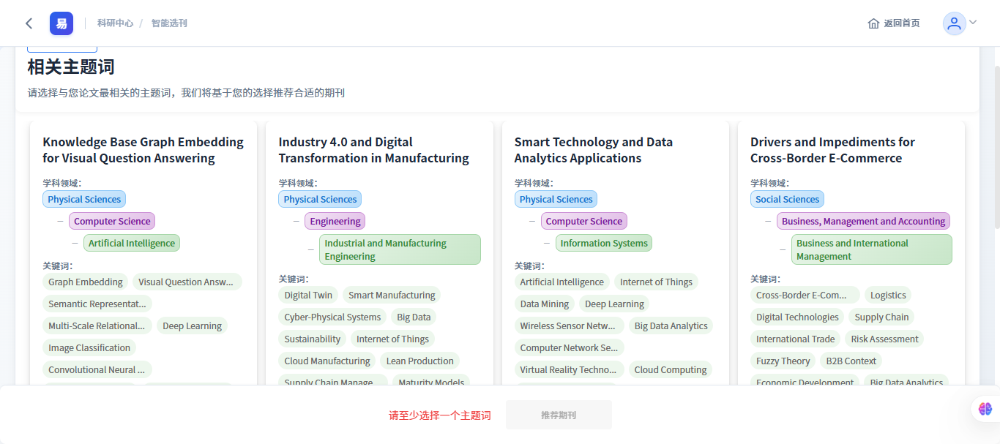 易
科研中心 / 智能选刊
返回首页
相关主题词
请选择与您论文最相关的主题词，我们将基于您的选择推荐合适的期刊
Knowledge Base Graph Embedding
for Visual Question Answering
学科领域：
Physical Sciences
Computer Science
Artificial Intelligence
关键词：
Graph Embedding
Visual Question Answ...
Semantic Representat...
Multi-Scale Relational...
Deep Learning
Image Classification
Convolutional Neural ...
Industry 4.0 and Digital
Transformation in Manufacturing
学科领域：
Physical Sciences
Engineering
Industrial and Manufacturing
Engineering
关键词：
Digital Twin
Smart Manufacturing
Cyber-Physical Systems
Big Data
Sustainability
Internet of Things
Cloud Manufacturing
Lean Production
Supply Chain Manage...
Maturity Models
Smart Technology and Data
Analytics Applications
学科领域：
Physical Sciences
Computer Science
Information Systems
关键词：
Artificial Intelligence
Internet of Things
Data Mining
Deep Learning
Wireless Sensor Netw...
Big Data Analytics
Computer Network Se...
Virtual Reality Techno...
Cloud Computing
Drivers and Impediments for
Cross-Border E-Commerce
学科领域：
Social Sciences
Business, Management and Accounting
Business and International
Management
关键词：
Cross-Border E-Com...
Logistics
Digital Technologies
Supply Chain
International Trade
Risk Assessment
Fuzzy Theory
B2B Context
Economic Development
Big Data Analytics
请至少选择一个主题词
推荐期刊